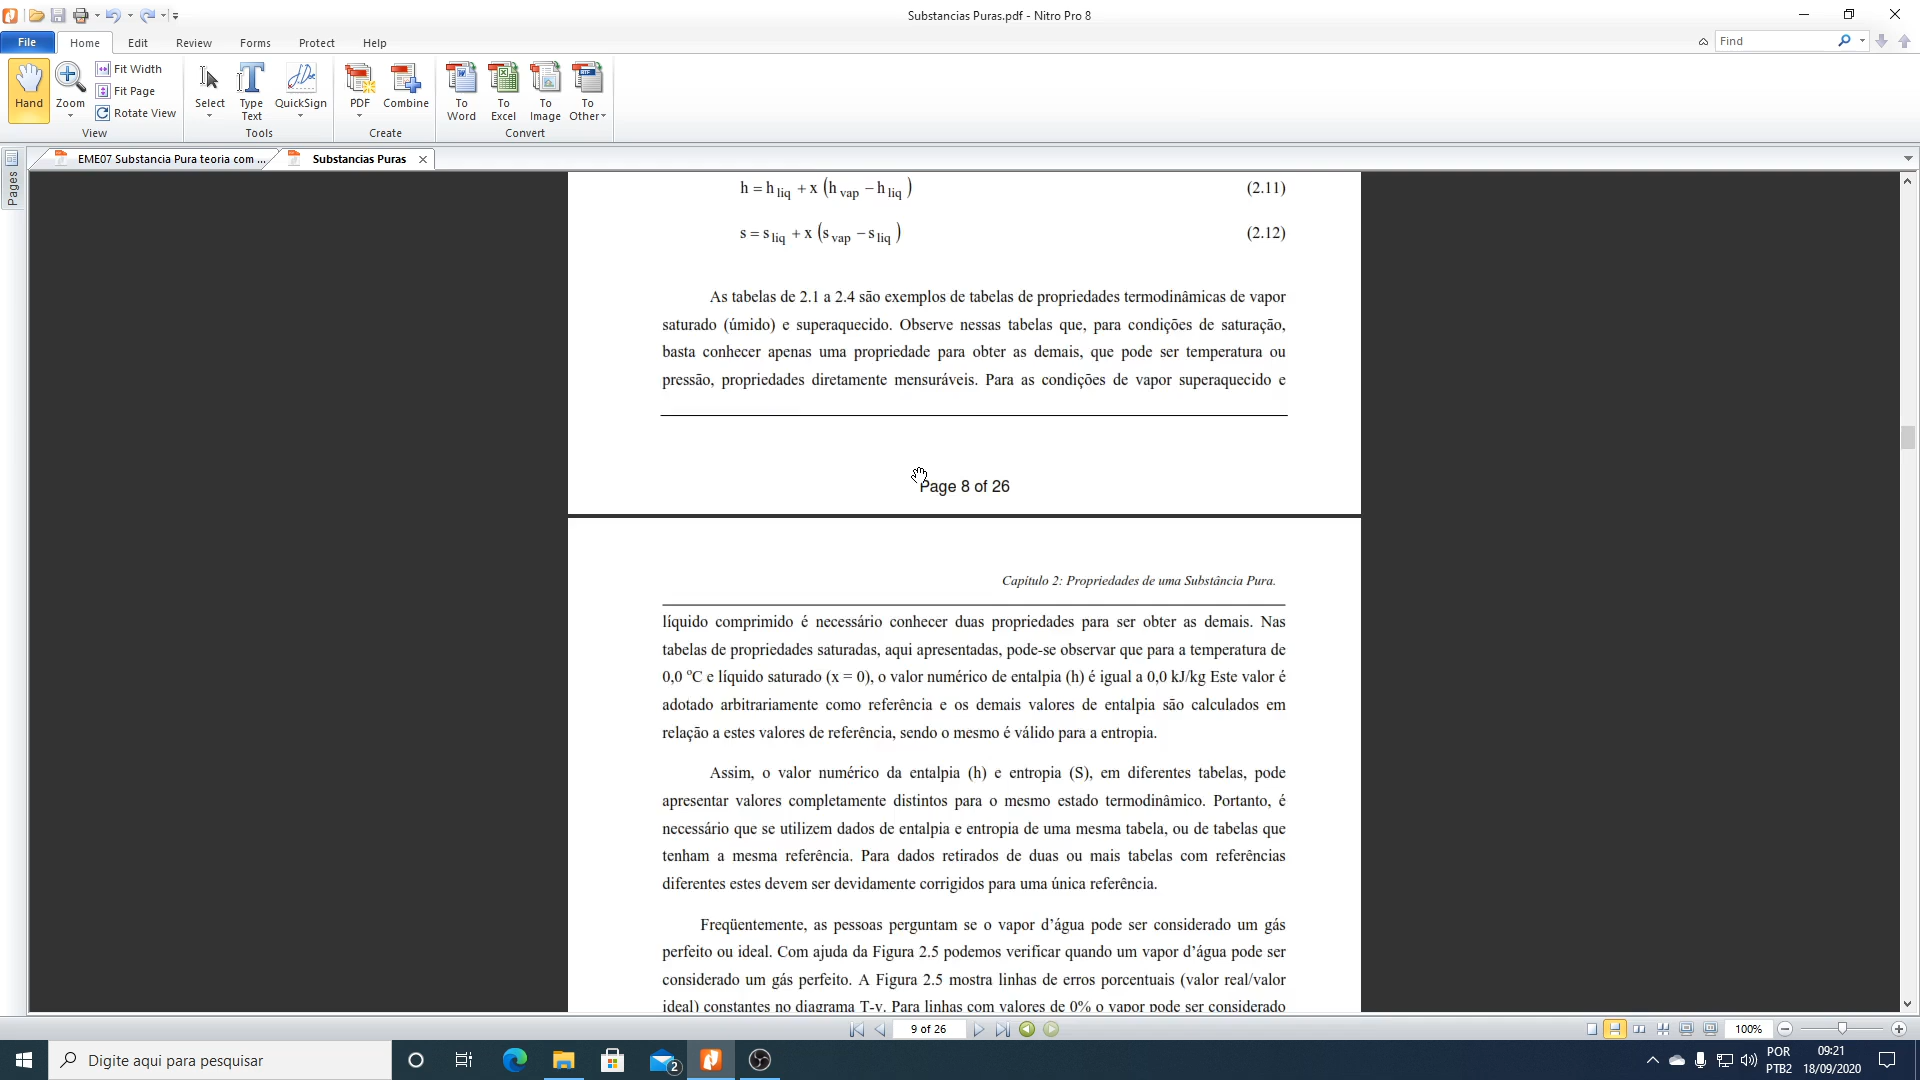 Substancias Puras.pdf - Nitro Pro 8
File Home Edit Review Forms Protect Help
Find
Hand
Zoom
Fit Width
Fit Page
Rotate View
View
Select
Type Text
QuickSign
Tools
PDF
Combine
Create
To Word
To Excel
To Image
To Other
Convert
Pages
EME07 Substancia Pura teoria com ...
Substancias Puras
h = h liq + x (h vap − h liq) (2.11)
s = s liq + x (s vap − s liq) (2.12)
As tabelas de 2.1 a 2.4 são exemplos de tabelas de propriedades termodinâmicas de vapor
saturado (úmido) e superaquecido. Observe nessas tabelas que, para condições de saturação,
basta conhecer apenas uma propriedade para obter as demais, que pode ser temperatura ou
pressão, propriedades diretamente mensuráveis. Para as condições de vapor superaquecido e
Page 8 of 26
Capítulo 2: Propriedades de uma Substância Pura.
líquido comprimido é necessário conhecer duas propriedades para ser obter as demais. Nas
tabelas de propriedades saturadas, aqui apresentadas, pode-se observar que para a temperatura de
0,0 ºC e líquido saturado (x = 0), o valor numérico de entalpia (h) é igual a 0,0 kJ/kg Este valor é
adotado arbitrariamente como referência e os demais valores de entalpia são calculados em
relação a estes valores de referência, sendo o mesmo é válido para a entropia.
Assim, o valor numérico da entalpia (h) e entropia (S), em diferentes tabelas, pode
apresentar valores completamente distintos para o mesmo estado termodinâmico. Portanto, é
necessário que se utilizem dados de entalpia e entropia de uma mesma tabela, ou de tabelas que
tenham a mesma referência. Para dados retirados de duas ou mais tabelas com referências
diferentes estes devem ser devidamente corrigidos para uma única referência.
Freqüentemente, as pessoas perguntam se o vapor d’água pode ser considerado um gás
perfeito ou ideal. Com ajuda da Figura 2.5 podemos verificar quando um vapor d’água pode ser
considerado um gás perfeito. A Figura 2.5 mostra linhas de erros porcentuais (valor real/valor
ideal) constantes no diagrama T-v. Para linhas com valores de 0% o vapor pode ser considerado
9 of 26
100%
Digite aqui para pesquisar
2
POR
PTB2
09:21
18/09/2020